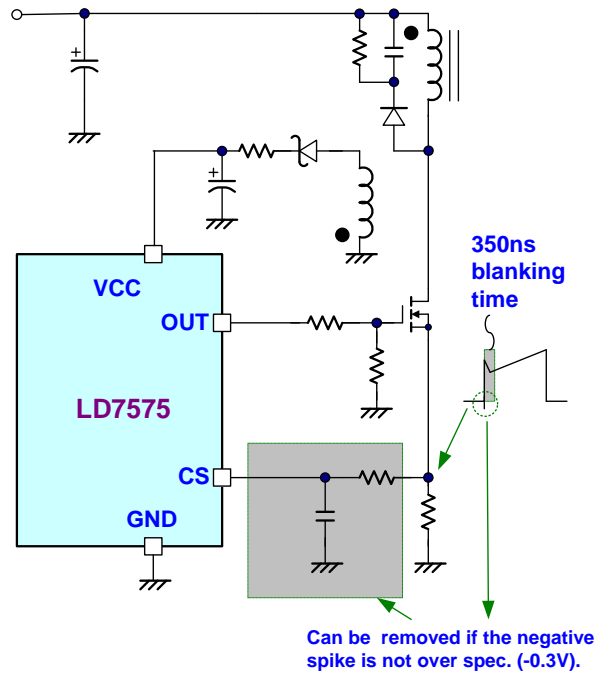 +
+
350ns
blanking
time
VCC
OUT
LD7575
CS
GND
Can be removed if the negative
spike is not over spec. (-0.3V).